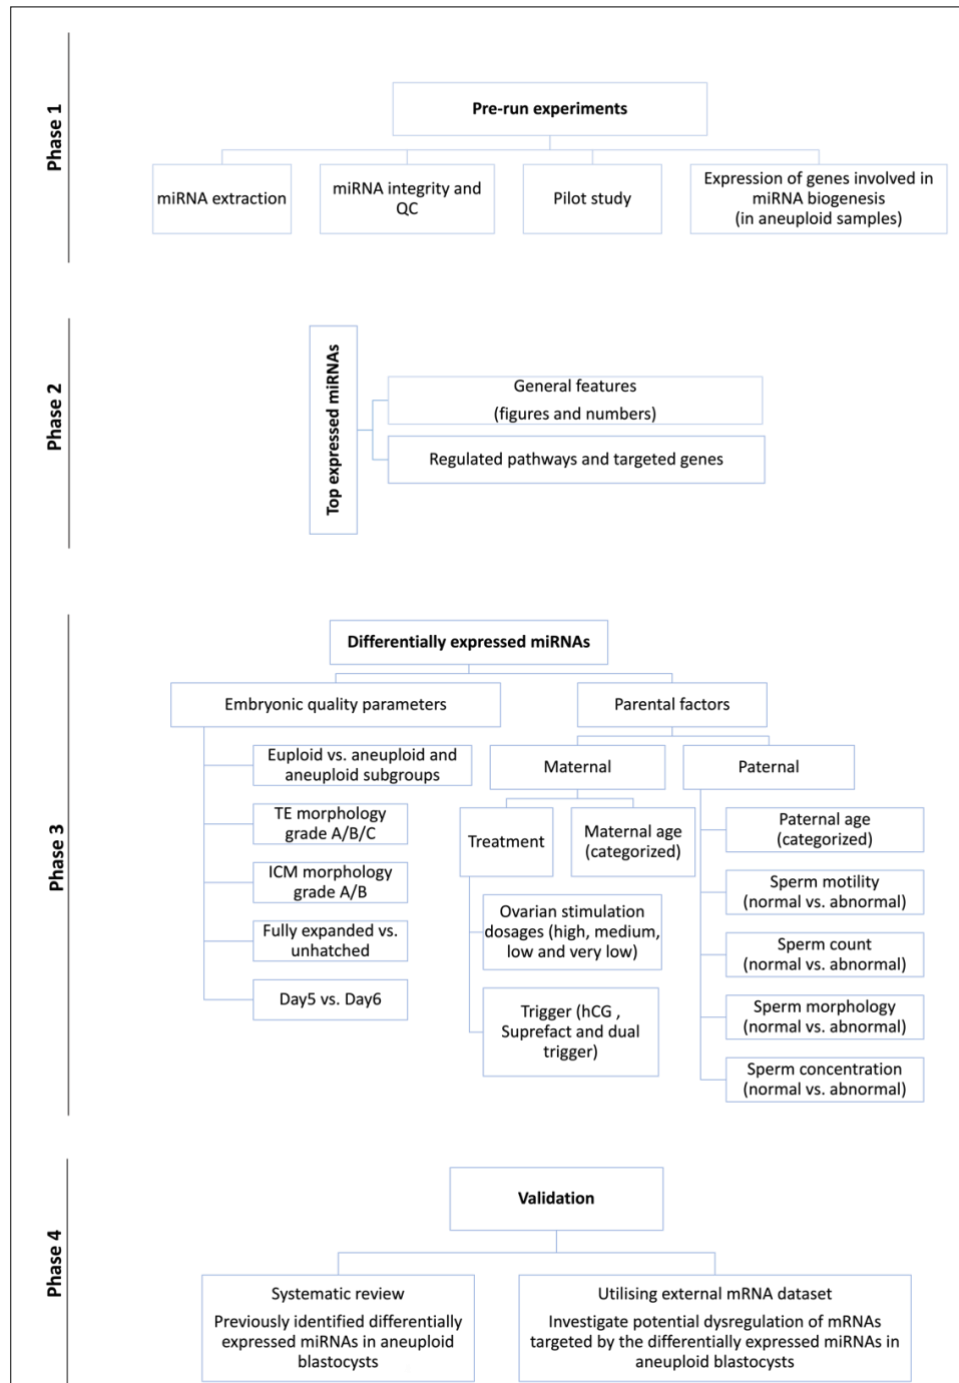 Phase 1
Pre-run experiments
miRNA extraction
miRNA integrity and
QC
Pilot study
Expression of genes involved in
miRNA biogenesis
(in aneuploid samples)
Phase 2
Top expressed miRNAs
General features
(figures and numbers)
Regulated pathways and targeted genes
Phase 3
Differentially expressed miRNAs
Embryonic quality parameters
Euploid vs. aneuploid and
aneuploid subgroups
TE morphology
grade A/B/C
ICM morphology
grade A/B
Fully expanded vs.
unhatched
Day5 vs. Day6
Parental factors
Maternal
Treatment
Ovarian stimulation
dosages (high, medium,
low and very low)
Trigger (hCG ,
Suprefact and dual
trigger)
Maternal age
(categorized)
Paternal
Paternal age
(categorized)
Sperm motility
(normal vs. abnormal)
Sperm count
(normal vs. abnormal)
Sperm morphology
(normal vs. abnormal)
Sperm concentration
(normal vs. abnormal)
Phase 4
Validation
Systematic review
Previously identified differentially
expressed miRNAs in aneuploid
blastocysts
Utilising external mRNA dataset
Investigate potential dysregulation of mRNAs
targeted by the differentially expressed miRNAs in
aneuploid blastocysts